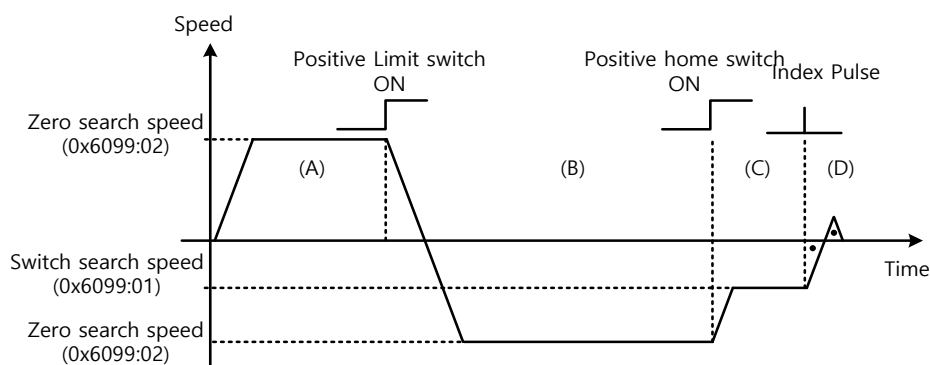 Speed
Positive Limit switch
ON
Positive home switch
ON
Index Pulse
Zero search speed
(0x6099:02)
(A)
(B)
(C)
(D)
Switch search speed
(0x6099:01)
Time
Zero search speed
(0x6099:02)